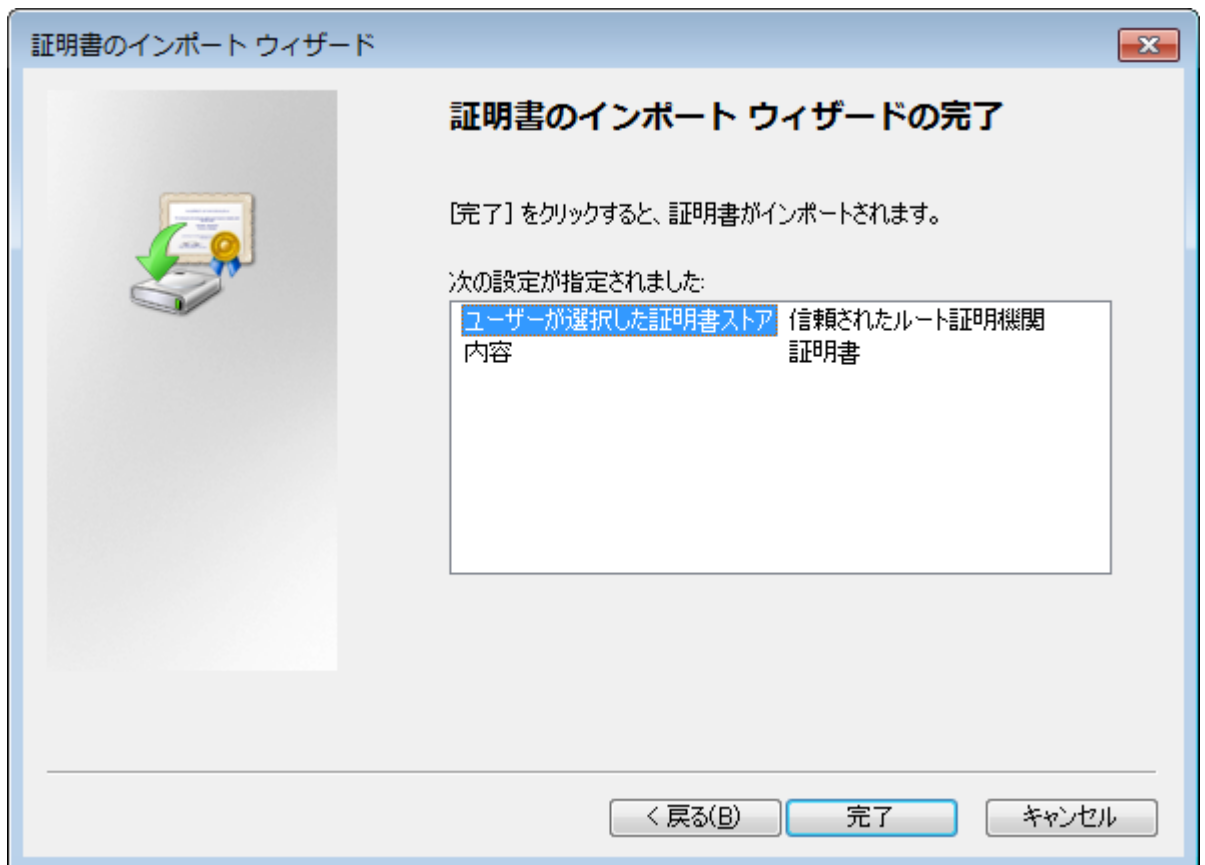 証明書のインポート ウィザード
証明書のインポート ウィザードの完了
[完了] をクリックすると、証明書がインポートされます。
次の設定が指定されました:
ユーザーが選択した証明書ストア 信頼されたルート証明機関
内容 証明書
< 戻る(B) 完了 キャンセル